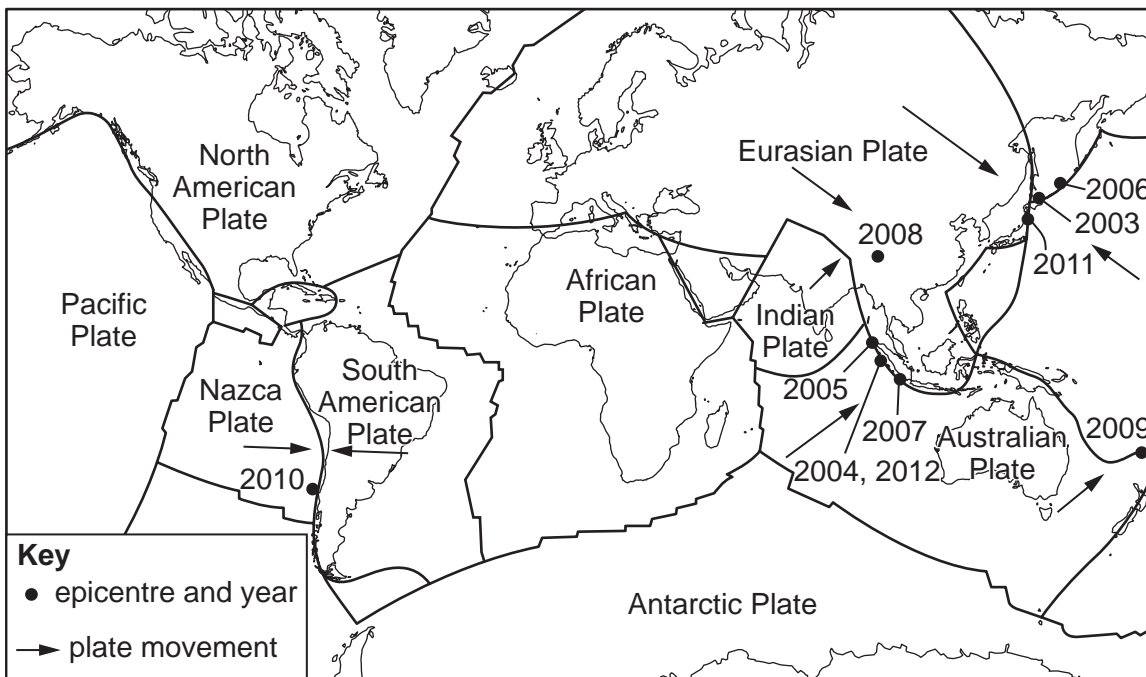 North
American
Plate
Eurasian Plate
2006
2003
2008
2011
Pacific
Plate
African
Plate
Indian
Plate
Nazca
Plate
South
American
Plate
2005
2007
2009
Australian
Plate
2004, 2012
2010
Key
epicentre and year
plate movement
Antarctic Plate